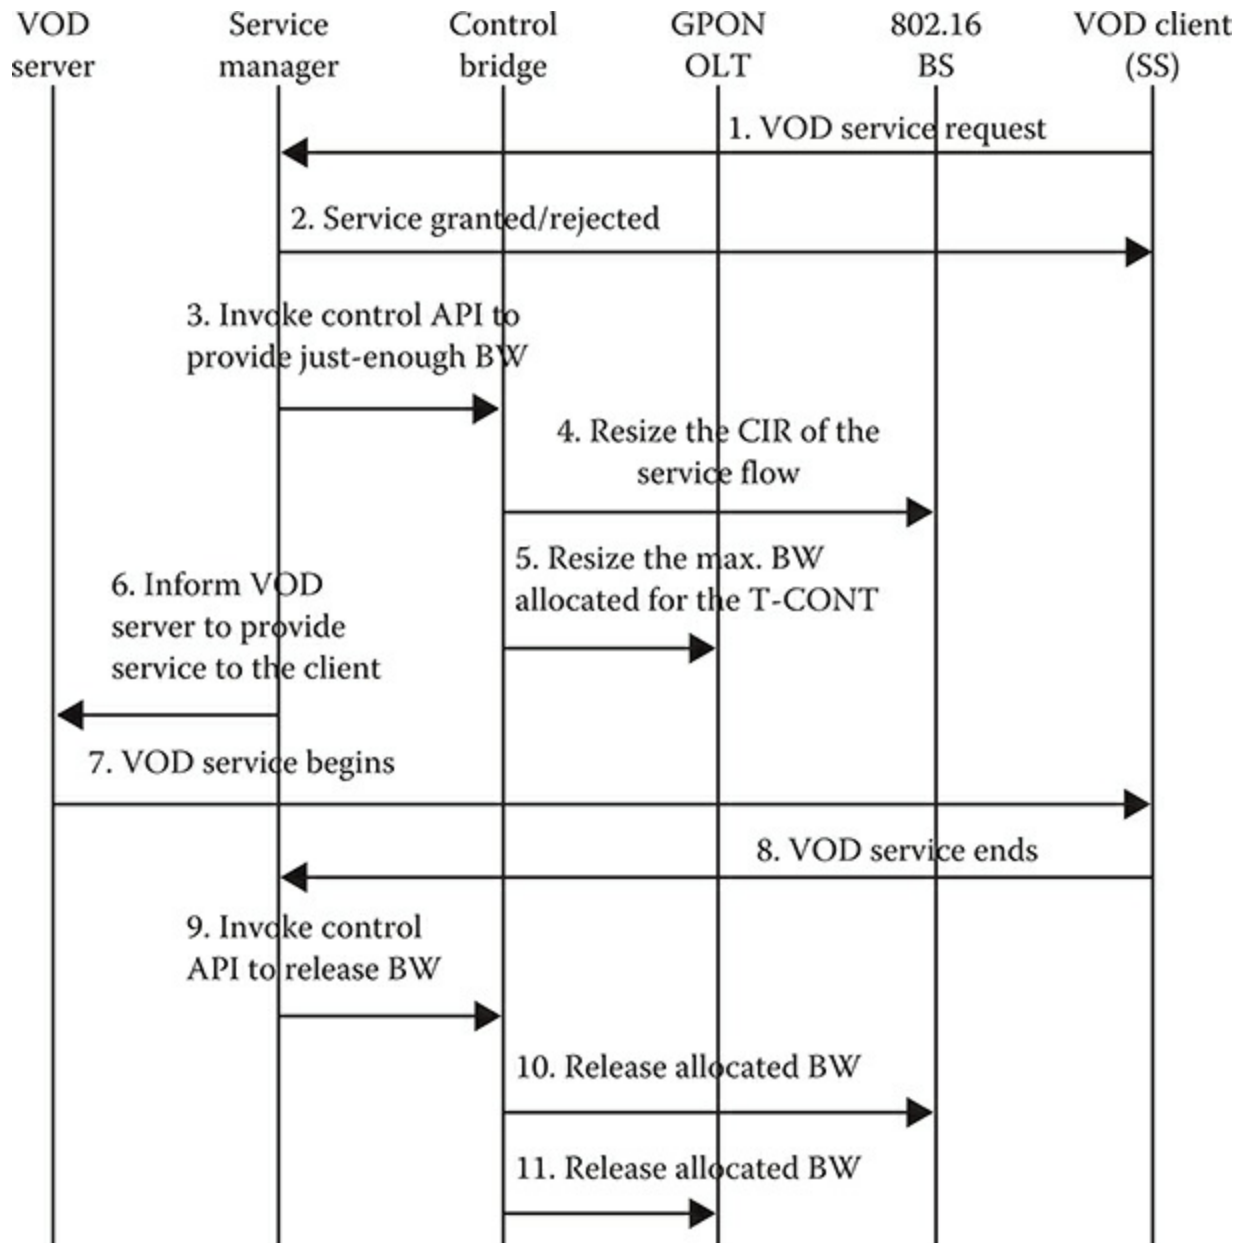 VOD server
Service manager
Control bridge
GPON OLT
802.16 BS
VOD client (SS)
1. VOD service request
2. Service granted/rejected
3. Invoke control API to
provide just-enough BW
4. Resize the CIR of the
service flow
5. Resize the max. BW
allocated for the T-CONT
6. Inform VOD
server to provide
service to the client
7. VOD service begins
8. VOD service ends
9. Invoke control
API to release BW
10. Release allocated BW
11. Release allocated BW